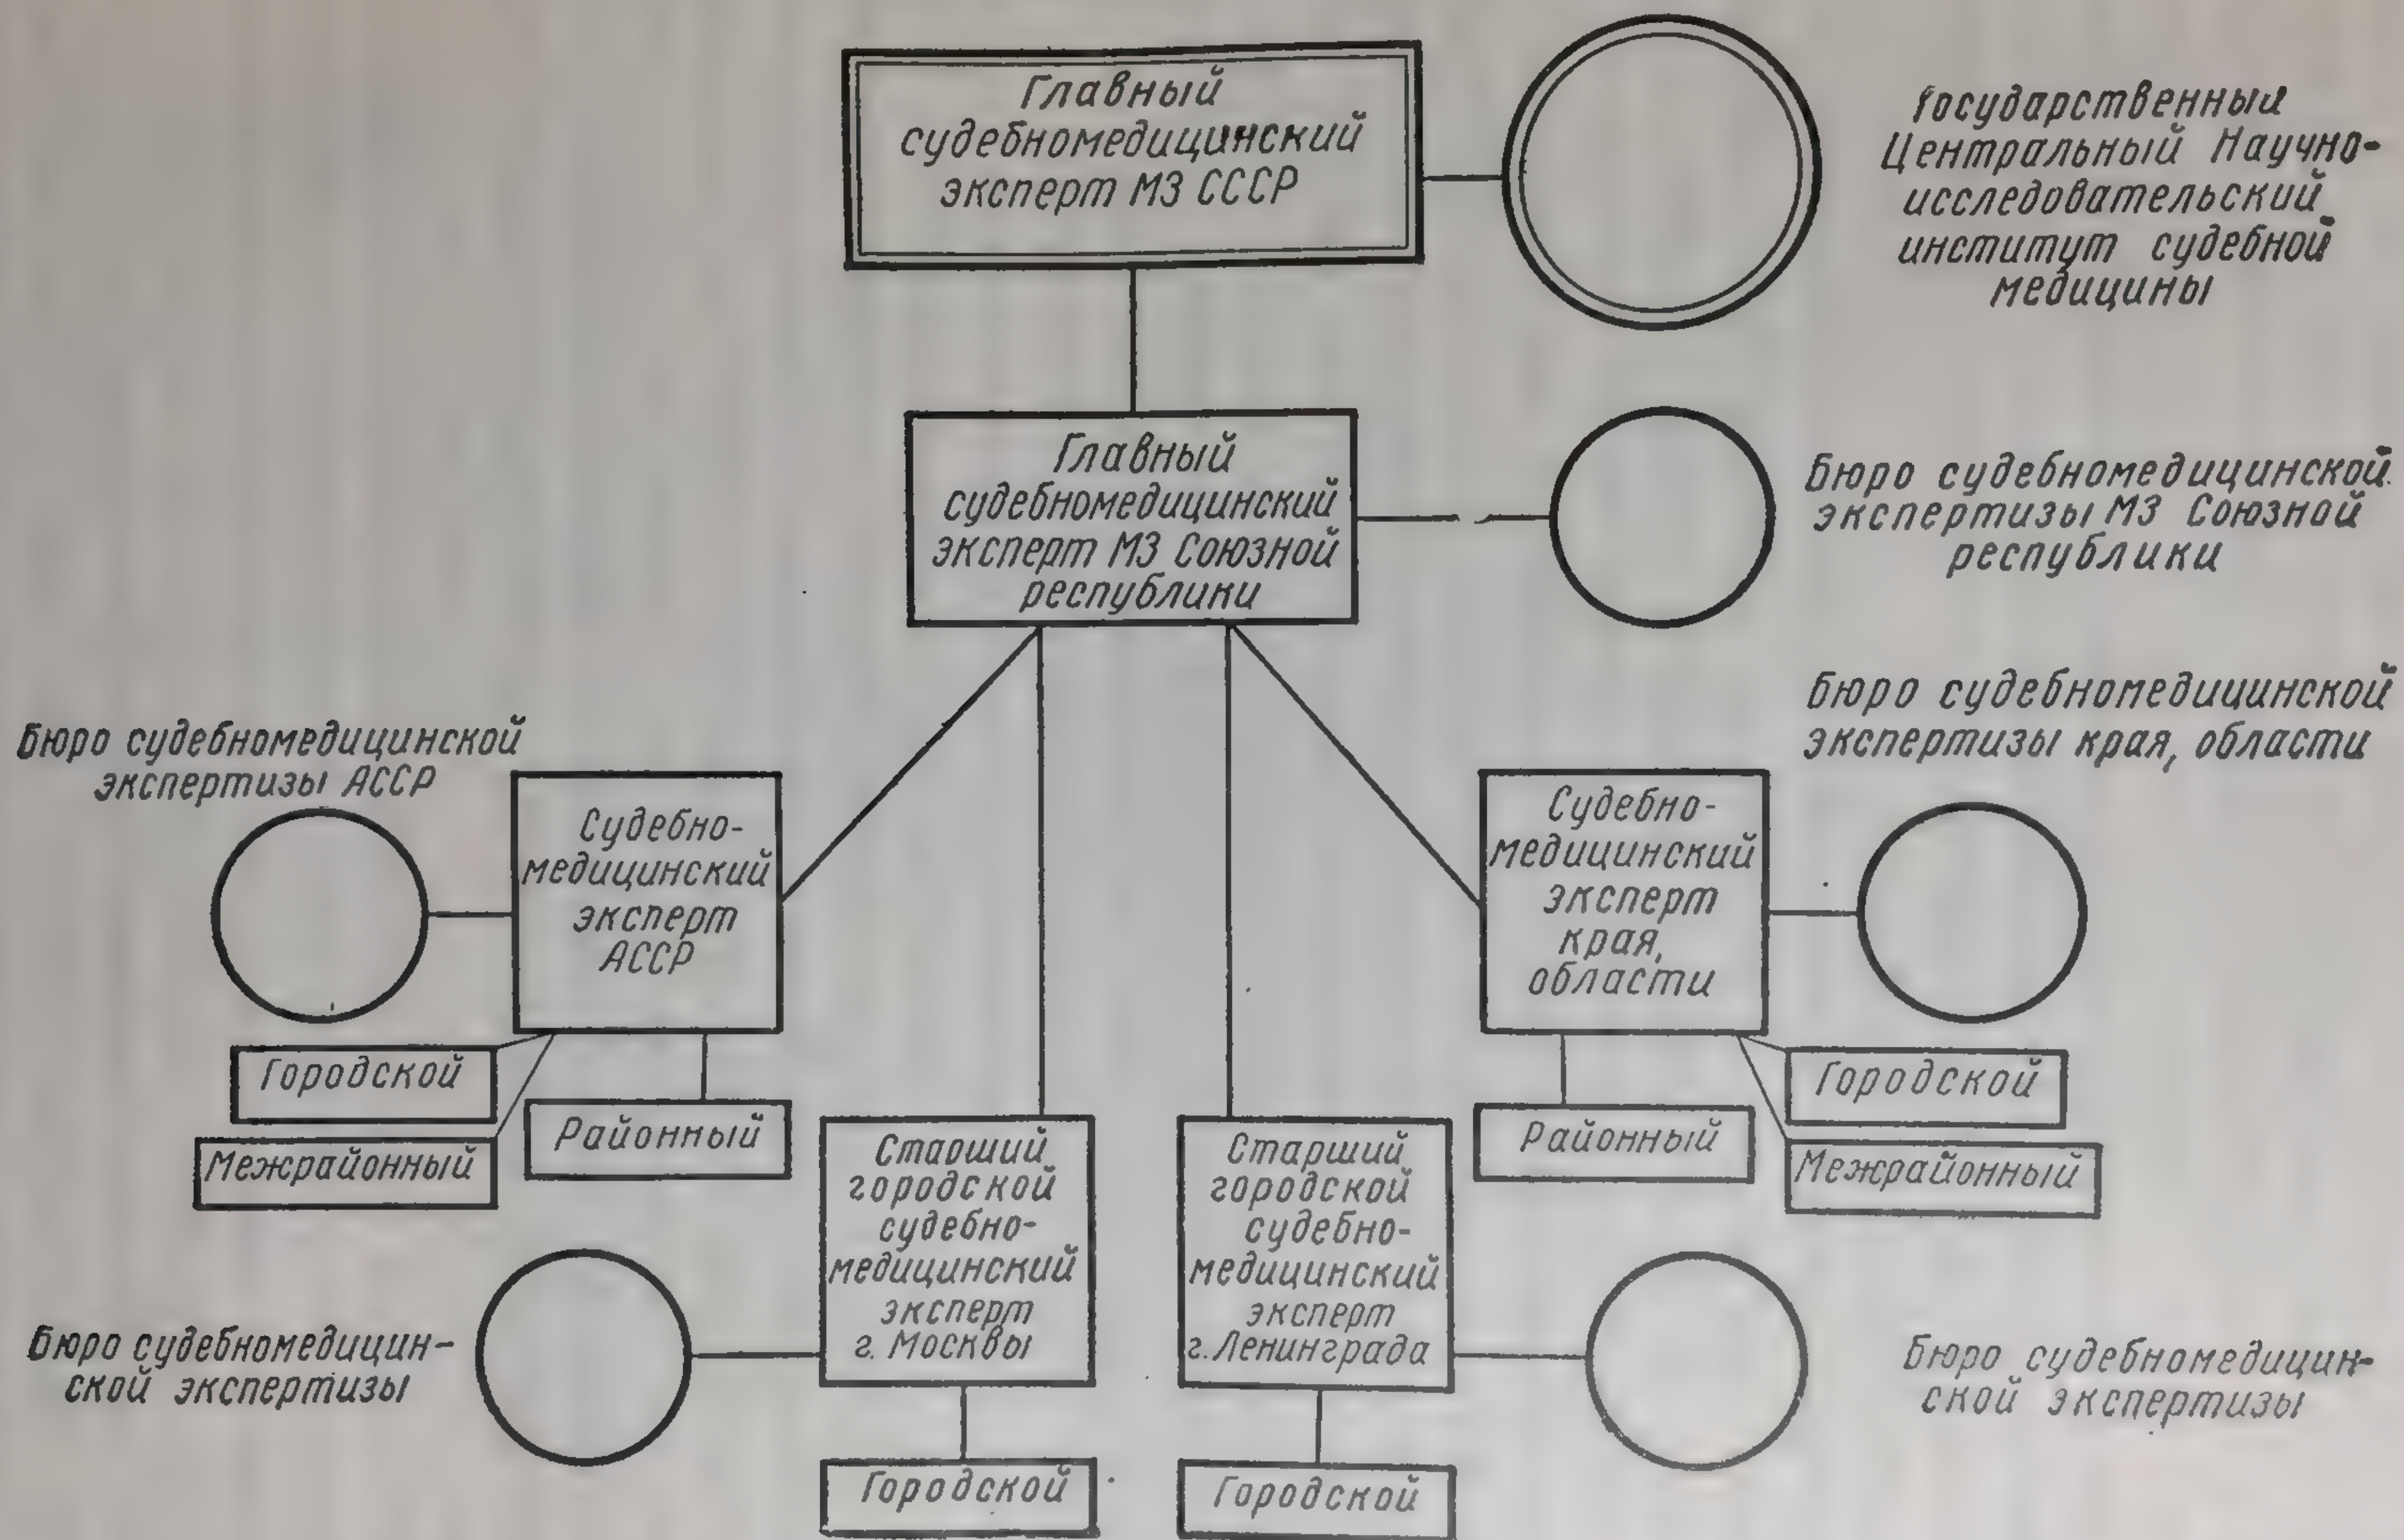 Главный
судебномедицинский
эксперт МЗ СССР
Государственный
Центральный Научно-
исследовательский
институт судебной
медицины
Главный
судебномедицинский
эксперт МЗ Союзной
республики
Бюро судебномедицинской
экспертизы МЗ Союзной
республики
Бюро судебномедицинской
экспертизы АССР
Судебно-
медицинский
эксперт
АССР
Бюро судебномедицинской
экспертизы края, области
Судебно-
медицинский
эксперт
края,
области
Городской
Межрайонный
Районный
Районный
Городской
Межрайонный
Старший
городской
судебно-
медицинский
эксперт
г. Москвы
Старший
городской
судебно-
медицинский
эксперт
г. Ленинграда
Бюро судебномедицин-
ской экспертизы
Бюро судебномедицин-
ской экспертизы
Городской
Городской